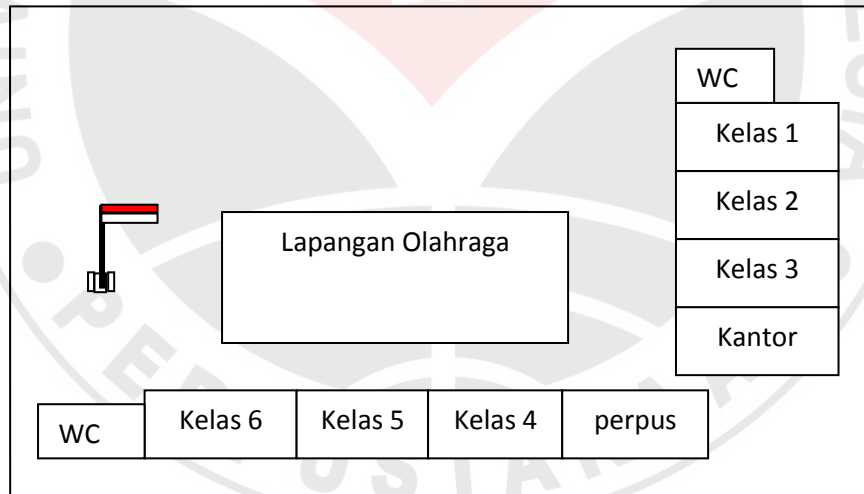 WC
Kelas 1
Kelas 2
Lapangan Olahraga
Kelas 3
Kantor
WC
Kelas 6
Kelas 5
Kelas 4
perpus